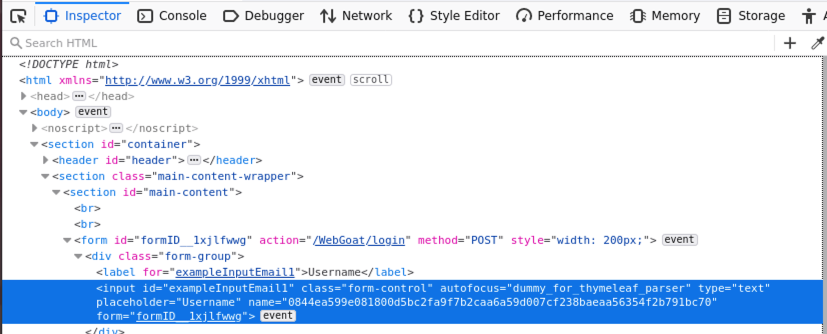 Inspector Console Debugger Network Style Editor Performance Memory Storage
Search HTML
<!DOCTYPE html>
<html xmlns="http://www.w3.org/1999/xhtml"> event scroll
<head> ••• </head>
<body> event
<noscript> ••• </noscript>
<section id="container">
<header id="header"> ••• </header>
<section class="main-content-wrapper">
<section id="main-content">
<br>
<br>
<form id="formID__1xjlfwwg" action="/WebGoat/login" method="POST" style="width: 200px;"> event
<div class="form-group">
<label for="exampleInputEmail1">Username</label>
<input id="exampleInputEmail1" class="form-control" autofocus="dummy_for_thymeleaf_parser" type="text"
placeholder="Username" name="0844ea599e081800d5bc2fa9f7b2caa6a59d007cf238baeaa56354f2b791bc70"
form="formID__1xjlfwwg"> event
</div>